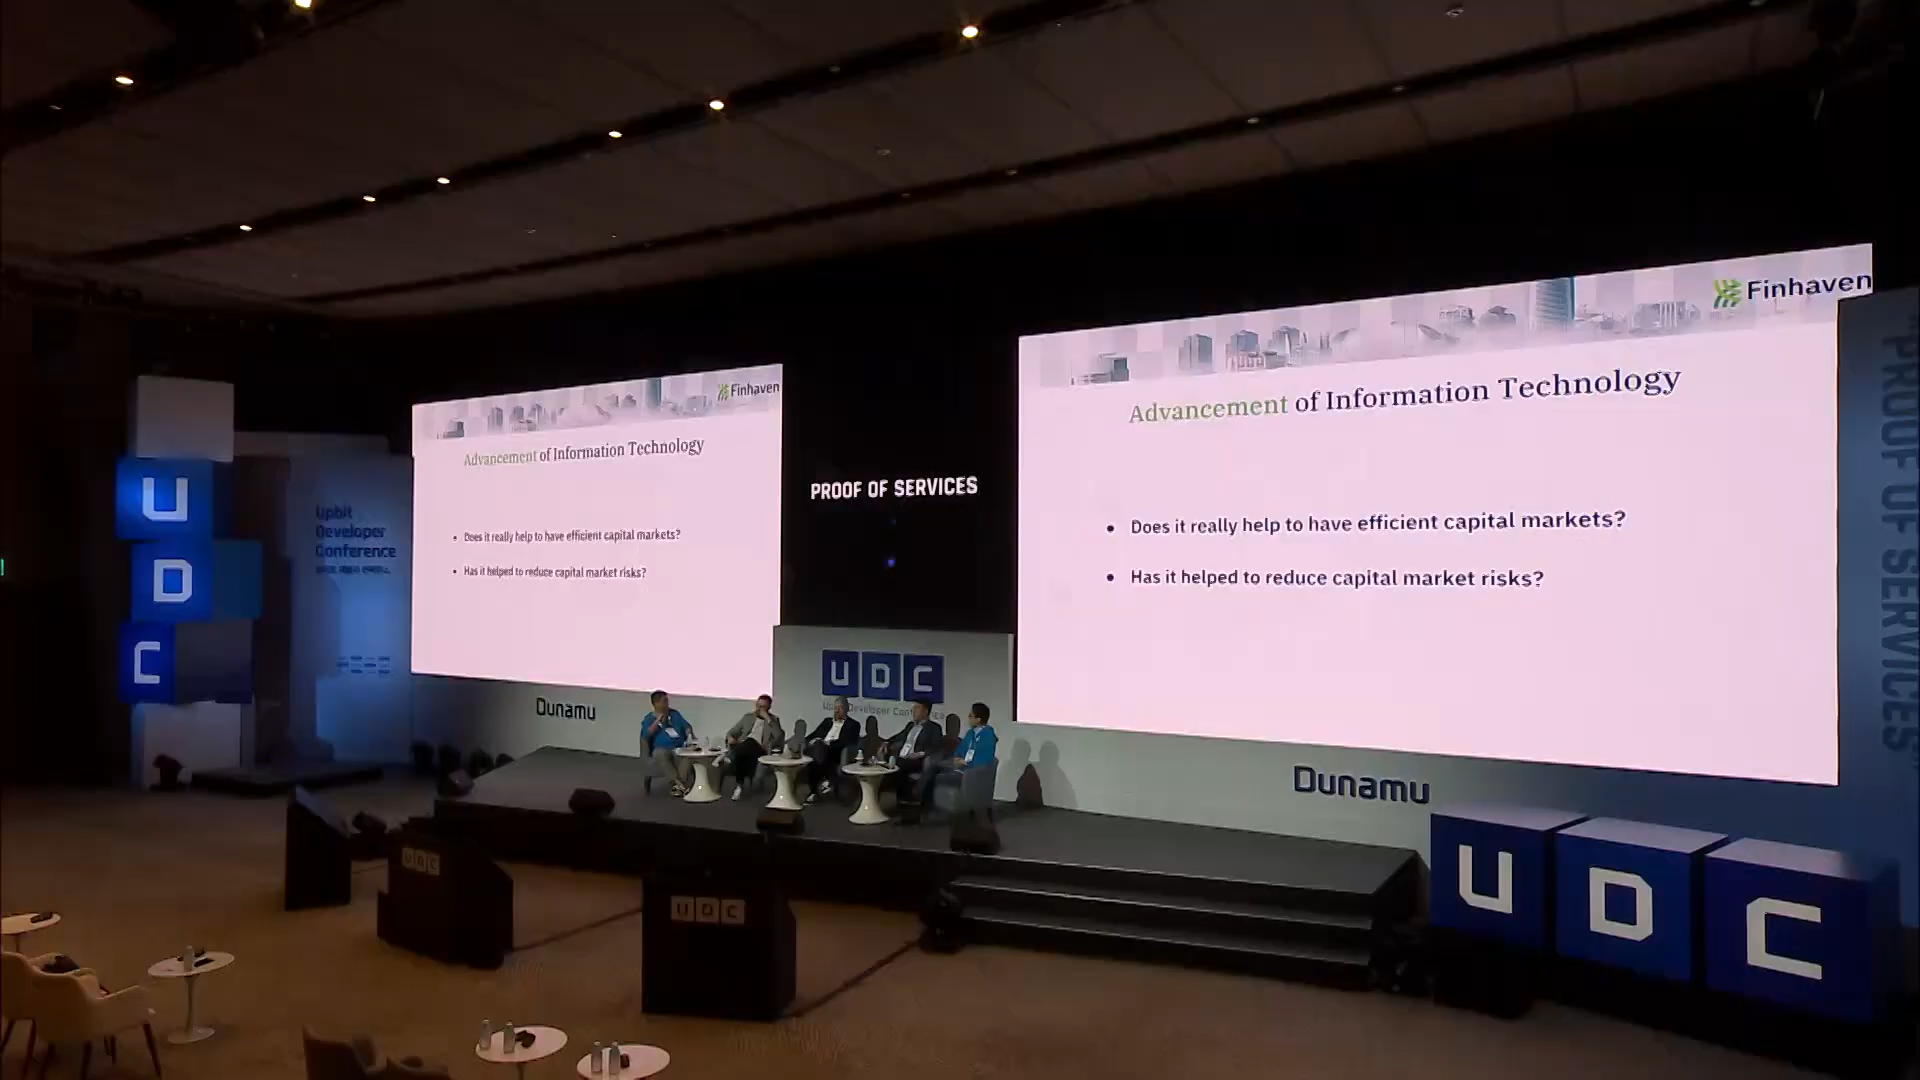 U
D
C
Upbit
Developer
Conference
Finhaven
Advancement of Information Technology
• Does it really help to have efficient capital markets?
• Has it helped to reduce capital market risks?
PROOF OF SERVICES
UDC
Dunamu
Finhaven
Advancement of Information Technology
• Does it really help to have efficient capital markets?
• Has it helped to reduce capital market risks?
Dunamu
PROOF OF SERVICES
UDC
UDC
UDC